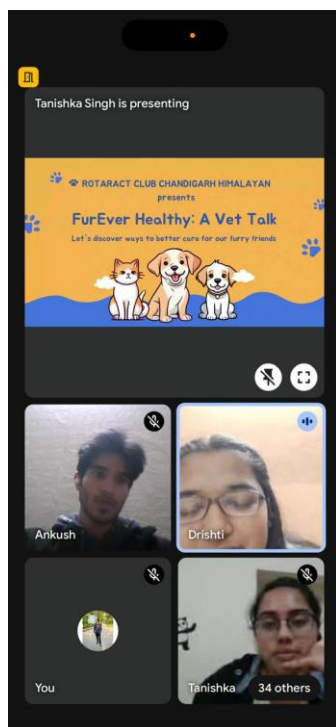 Tanishka Singh is presenting
ROTARACT CLUB CHANDIGARH HIMALAYAN
presents
FurEver Healthy: A Vet Talk
Let's discover ways to better care for our furry friends
Ankush
Drishti
You
Tanishka
34 others